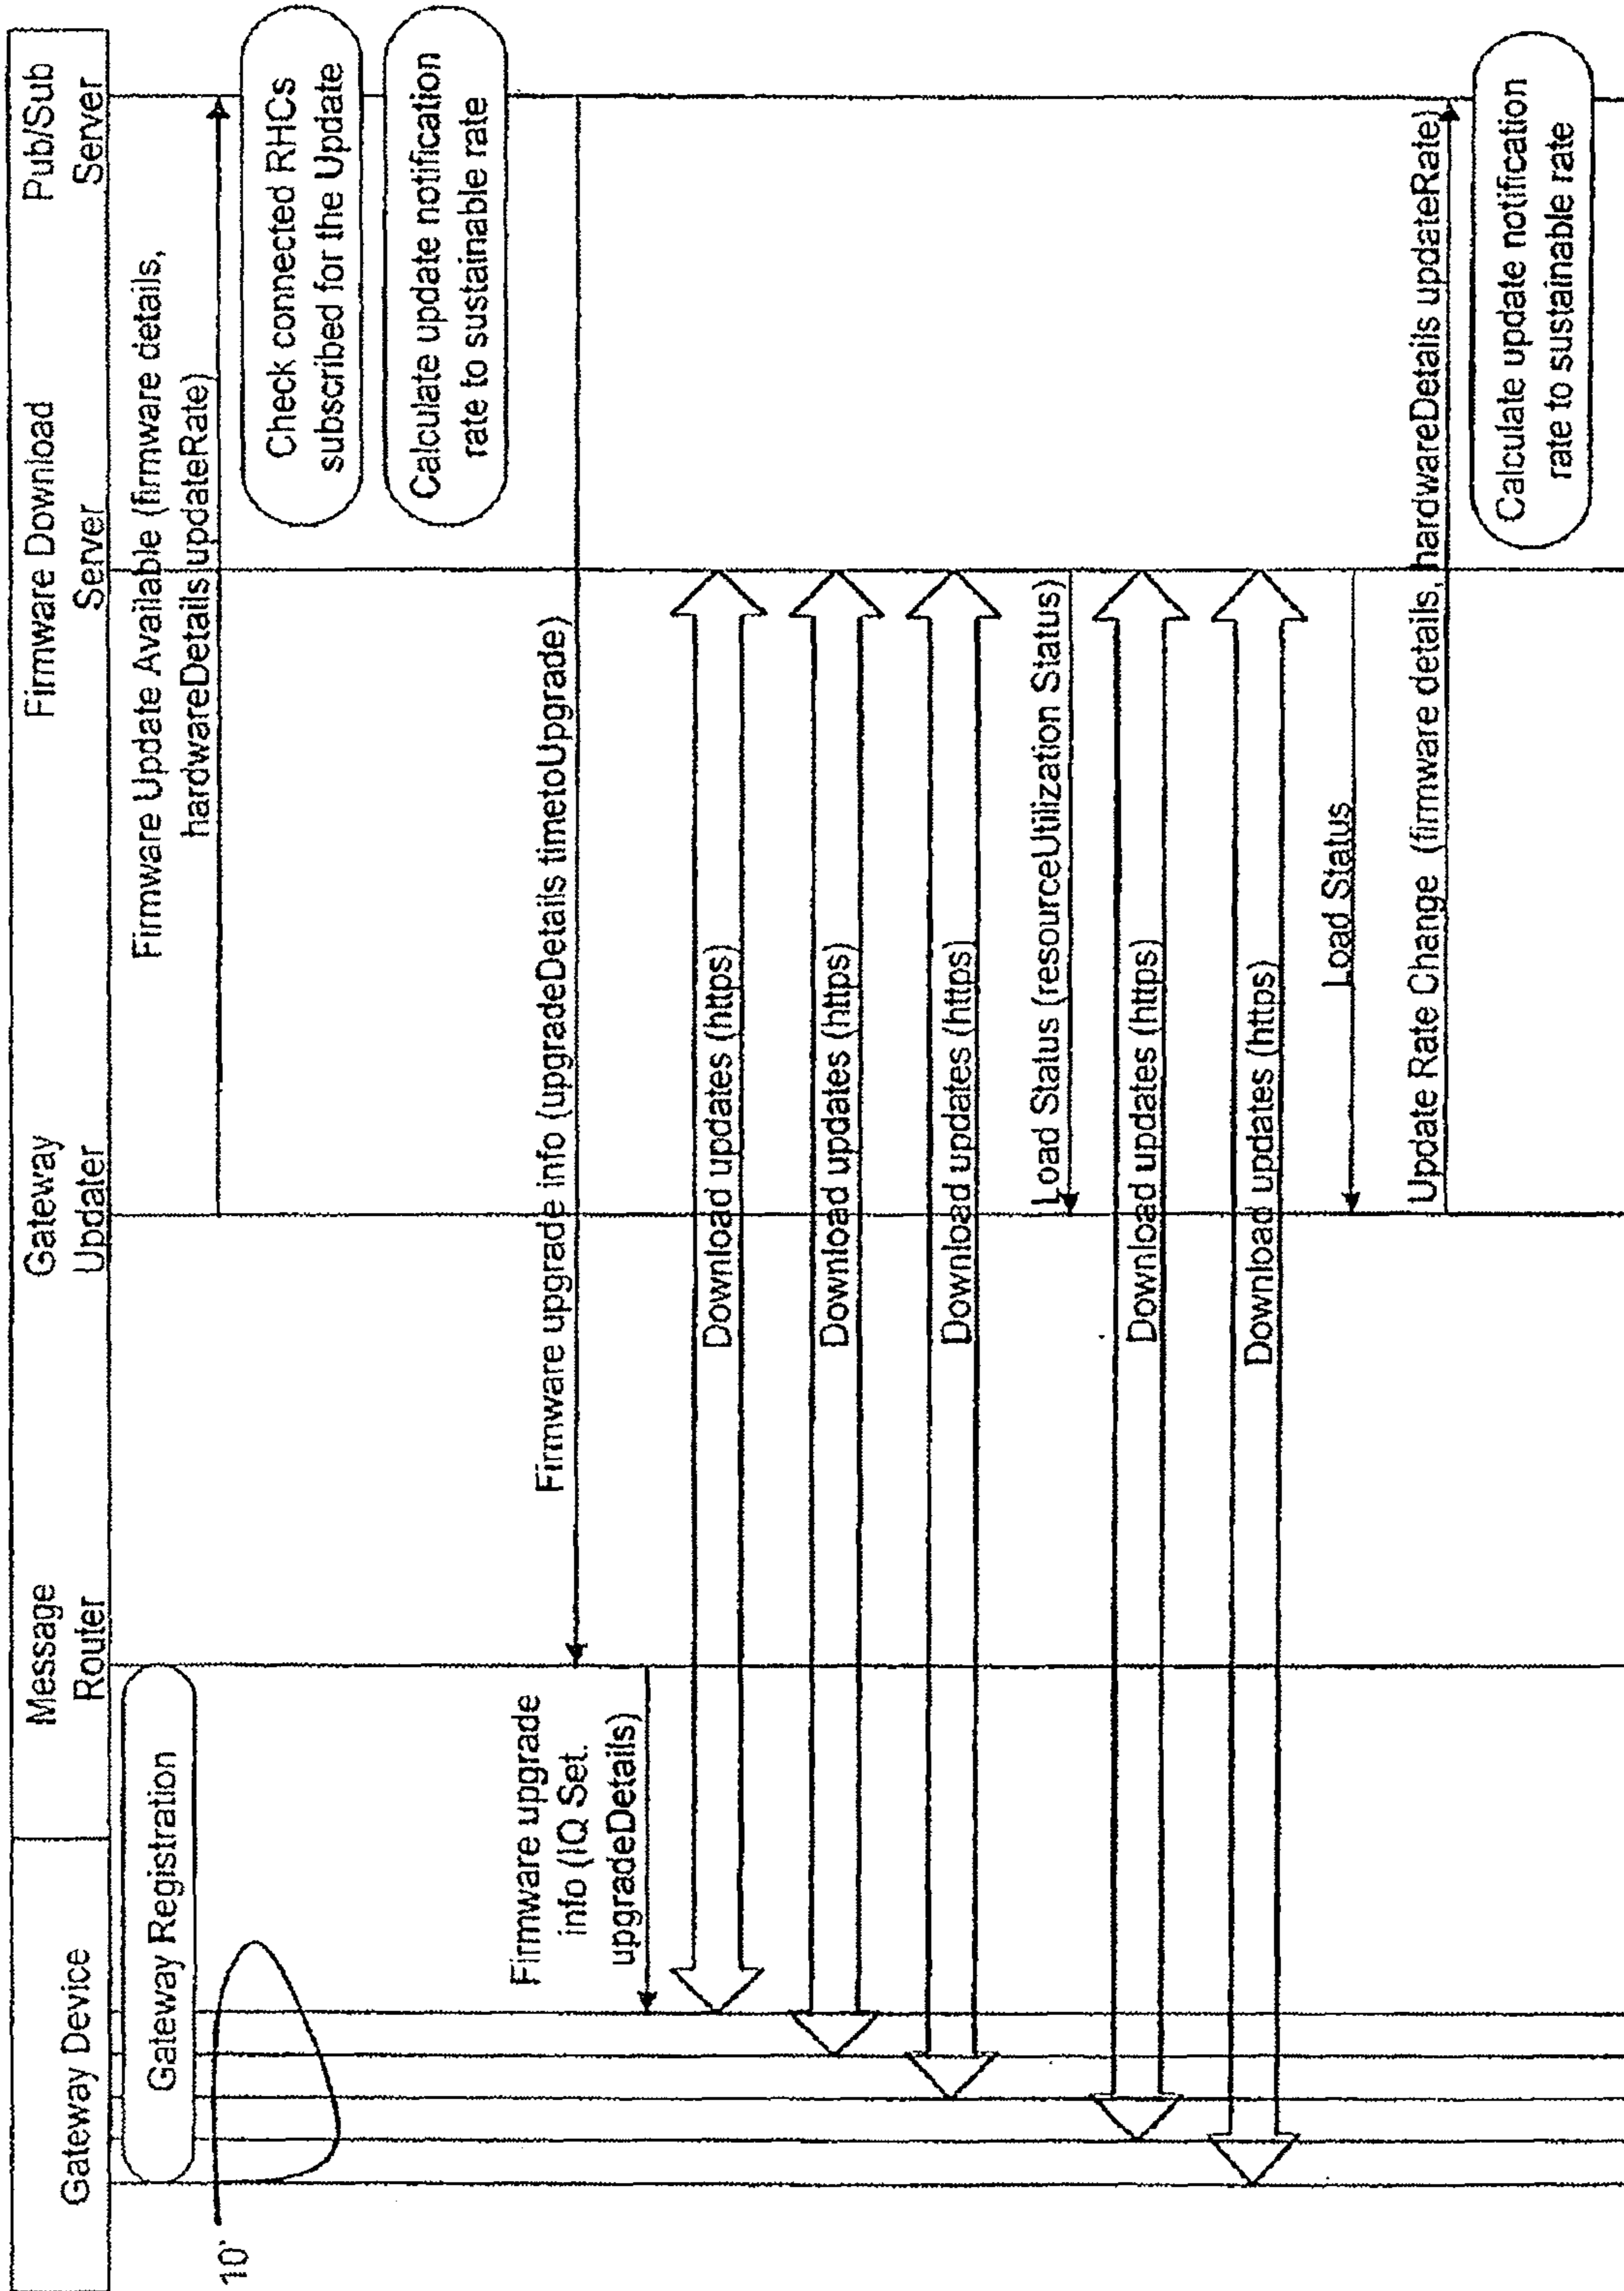 Gateway Device
Message
Router
Gateway
Updater
Firmware Download
Server
Pub/Sub
Server
Gateway Registration
10'
Firmware Update Available (firmware details,
hardwareDetails updateRate)
Check connected RHCs
subscribed for the Update
Calculate update notification
rate to sustainable rate
Firmware upgrade info (upgradeDetails timetoUpgrade)
Firmware upgrade
info (IQ Set.
upgradeDetails)
Download updates (https)
Download updates (https)
Download updates (https)
Load Status (resourceUtilization Status)
Download updates (https)
Download updates (https)
Load Status
Update Rate Change (firmware details, hardwareDetails updateRate)
Calculate update notification
rate to sustainable rate